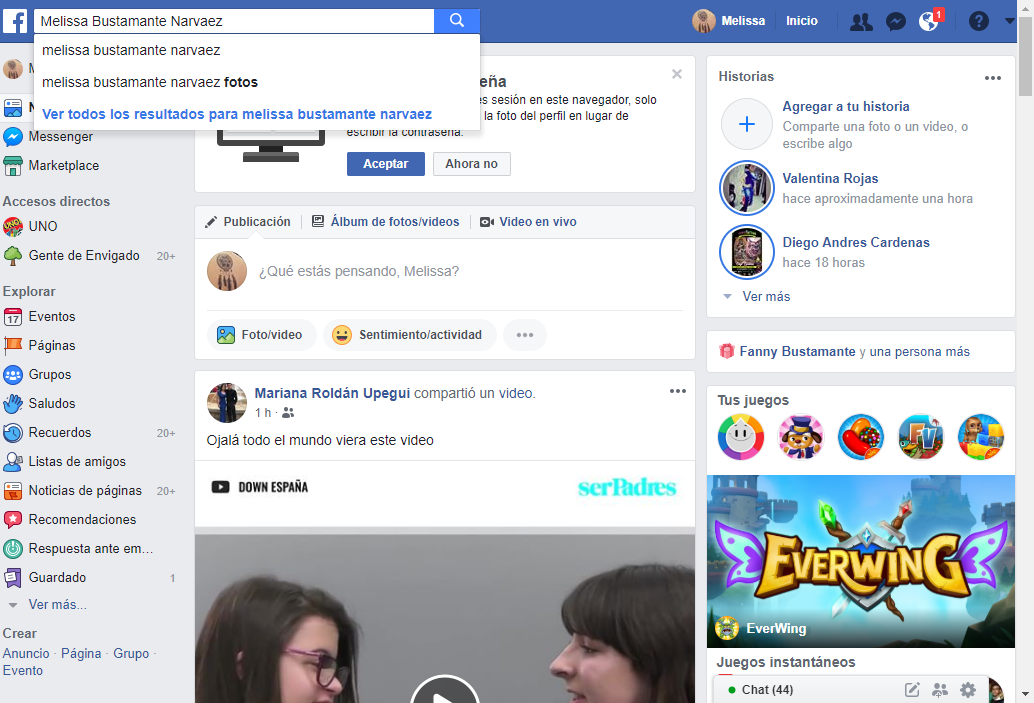 Melissa Bustamante Narvaez
Melissa
Inicio
1
melissa bustamante narvaez
melissa bustamante narvaez fotos
Ver todos los resultados para melissa bustamante narvaez
Messenger
Marketplace
Accesos directos
UNO
Gente de Envigado 20+
Explorar
17
Eventos
Páginas
Grupos
Saludos
Recuerdos 20+
Listas de amigos
Noticias de páginas 20+
Recomendaciones
Respuesta ante em...
Guardado 1
Ver más...
Crear
Anuncio · Página · Grupo ·
Evento
sesión en este navegador, solo
la foto del perfil en lugar de
escribir la contraseña.
Aceptar
Ahora no
Publicación
Álbum de fotos/videos
Video en vivo
¿Qué estás pensando, Melissa?
Foto/video
Sentimiento/actividad
Mariana Roldán Upegui compartió un video.
1 h ·
Ojalá todo el mundo viera este video
DOWN ESPAÑA
serPadres
Historias
Agregar a tu historia
Comparte una foto o un video, o
escribe algo
Valentina Rojas
hace aproximadamente una hora
Diego Andres Cardenas
hace 18 horas
Ver más
Fanny Bustamante y una persona más
Tus juegos
FV
EVERWING
EverWing
Juegos instantáneos
Chat (44)